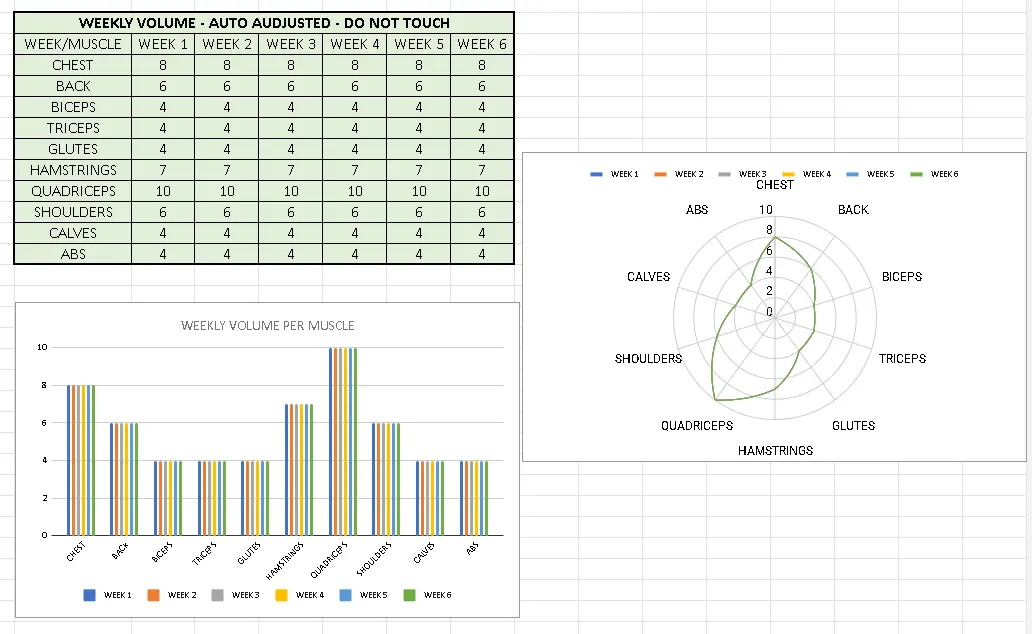 WEEKLY VOLUME - AUTO AUDJUSTED - DO NOT TOUCH
WEEK/MUSCLE WEEK 1 WEEK 2 WEEK 3 WEEK 4 WEEK 5 WEEK 6
CHEST 8 8 8 8 8 8
BACK 6 6 6 6 6 6
BICEPS 4 4 4 4 4 4
TRICEPS 4 4 4 4 4 4
GLUTES 4 4 4 4 4 4
HAMSTRINGS 7 7 7 7 7 7
QUADRICEPS 10 10 10 10 10 10
SHOULDERS 6 6 6 6 6 6
CALVES 4 4 4 4 4 4
ABS 4 4 4 4 4 4
WEEK 1 WEEK 2 WEEK 3 WEEK 4 WEEK 5 WEEK 6
CHEST
ABS 10 BACK
8
6
CALVES 4 BICEPS
2
0
SHOULDERS TRICEPS
QUADRICEPS GLUTES
HAMSTRINGS
WEEKLY VOLUME PER MUSCLE
10
8
6
4
2
0
CHEST BACK BICEPS TRICEPS GLUTES HAMSTRINGS QUADRICEPS SHOULDERS CALVES ABS
WEEK 1 WEEK 2 WEEK 3 WEEK 4 WEEK 5 WEEK 6